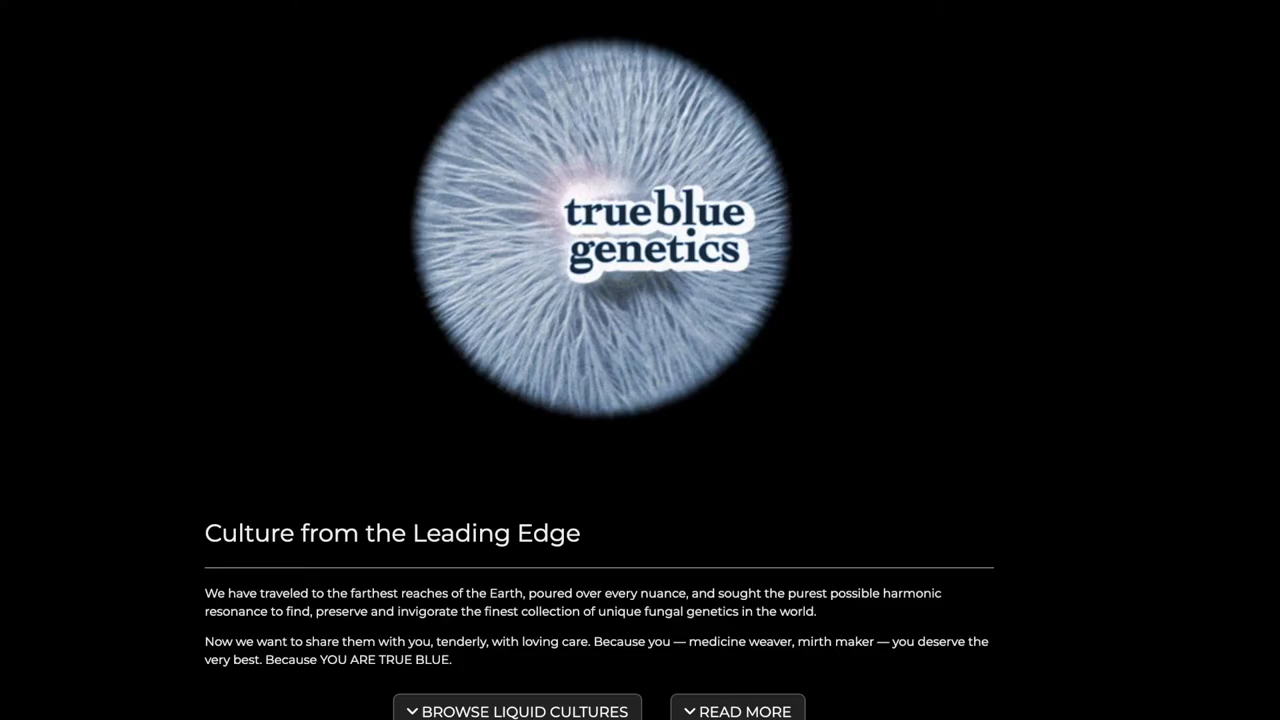 true blue
genetics
Culture from the Leading Edge
We have traveled to the farthest reaches of the Earth, poured over every nuance, and sought the purest possible harmonic
resonance to find, preserve and invigorate the finest collection of unique fungal genetics in the world.
Now we want to share them with you, tenderly, with loving care. Because you — medicine weaver, mirth maker — you deserve the
very best. Because YOU ARE TRUE BLUE.
BROWSE LIQUID CULTURES READ MORE